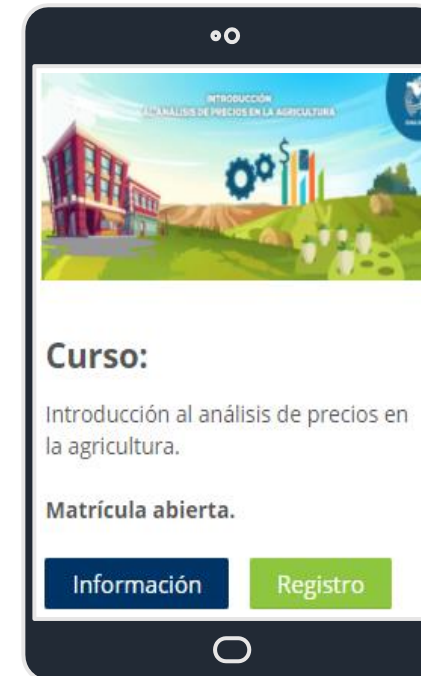 INTRODUCCIÓN
AL ANÁLISIS DE PRECIOS EN LA AGRICULTURA
$
Curso:
Introducción al análisis de precios en
la agricultura.
Matrícula abierta.
Información
Registro